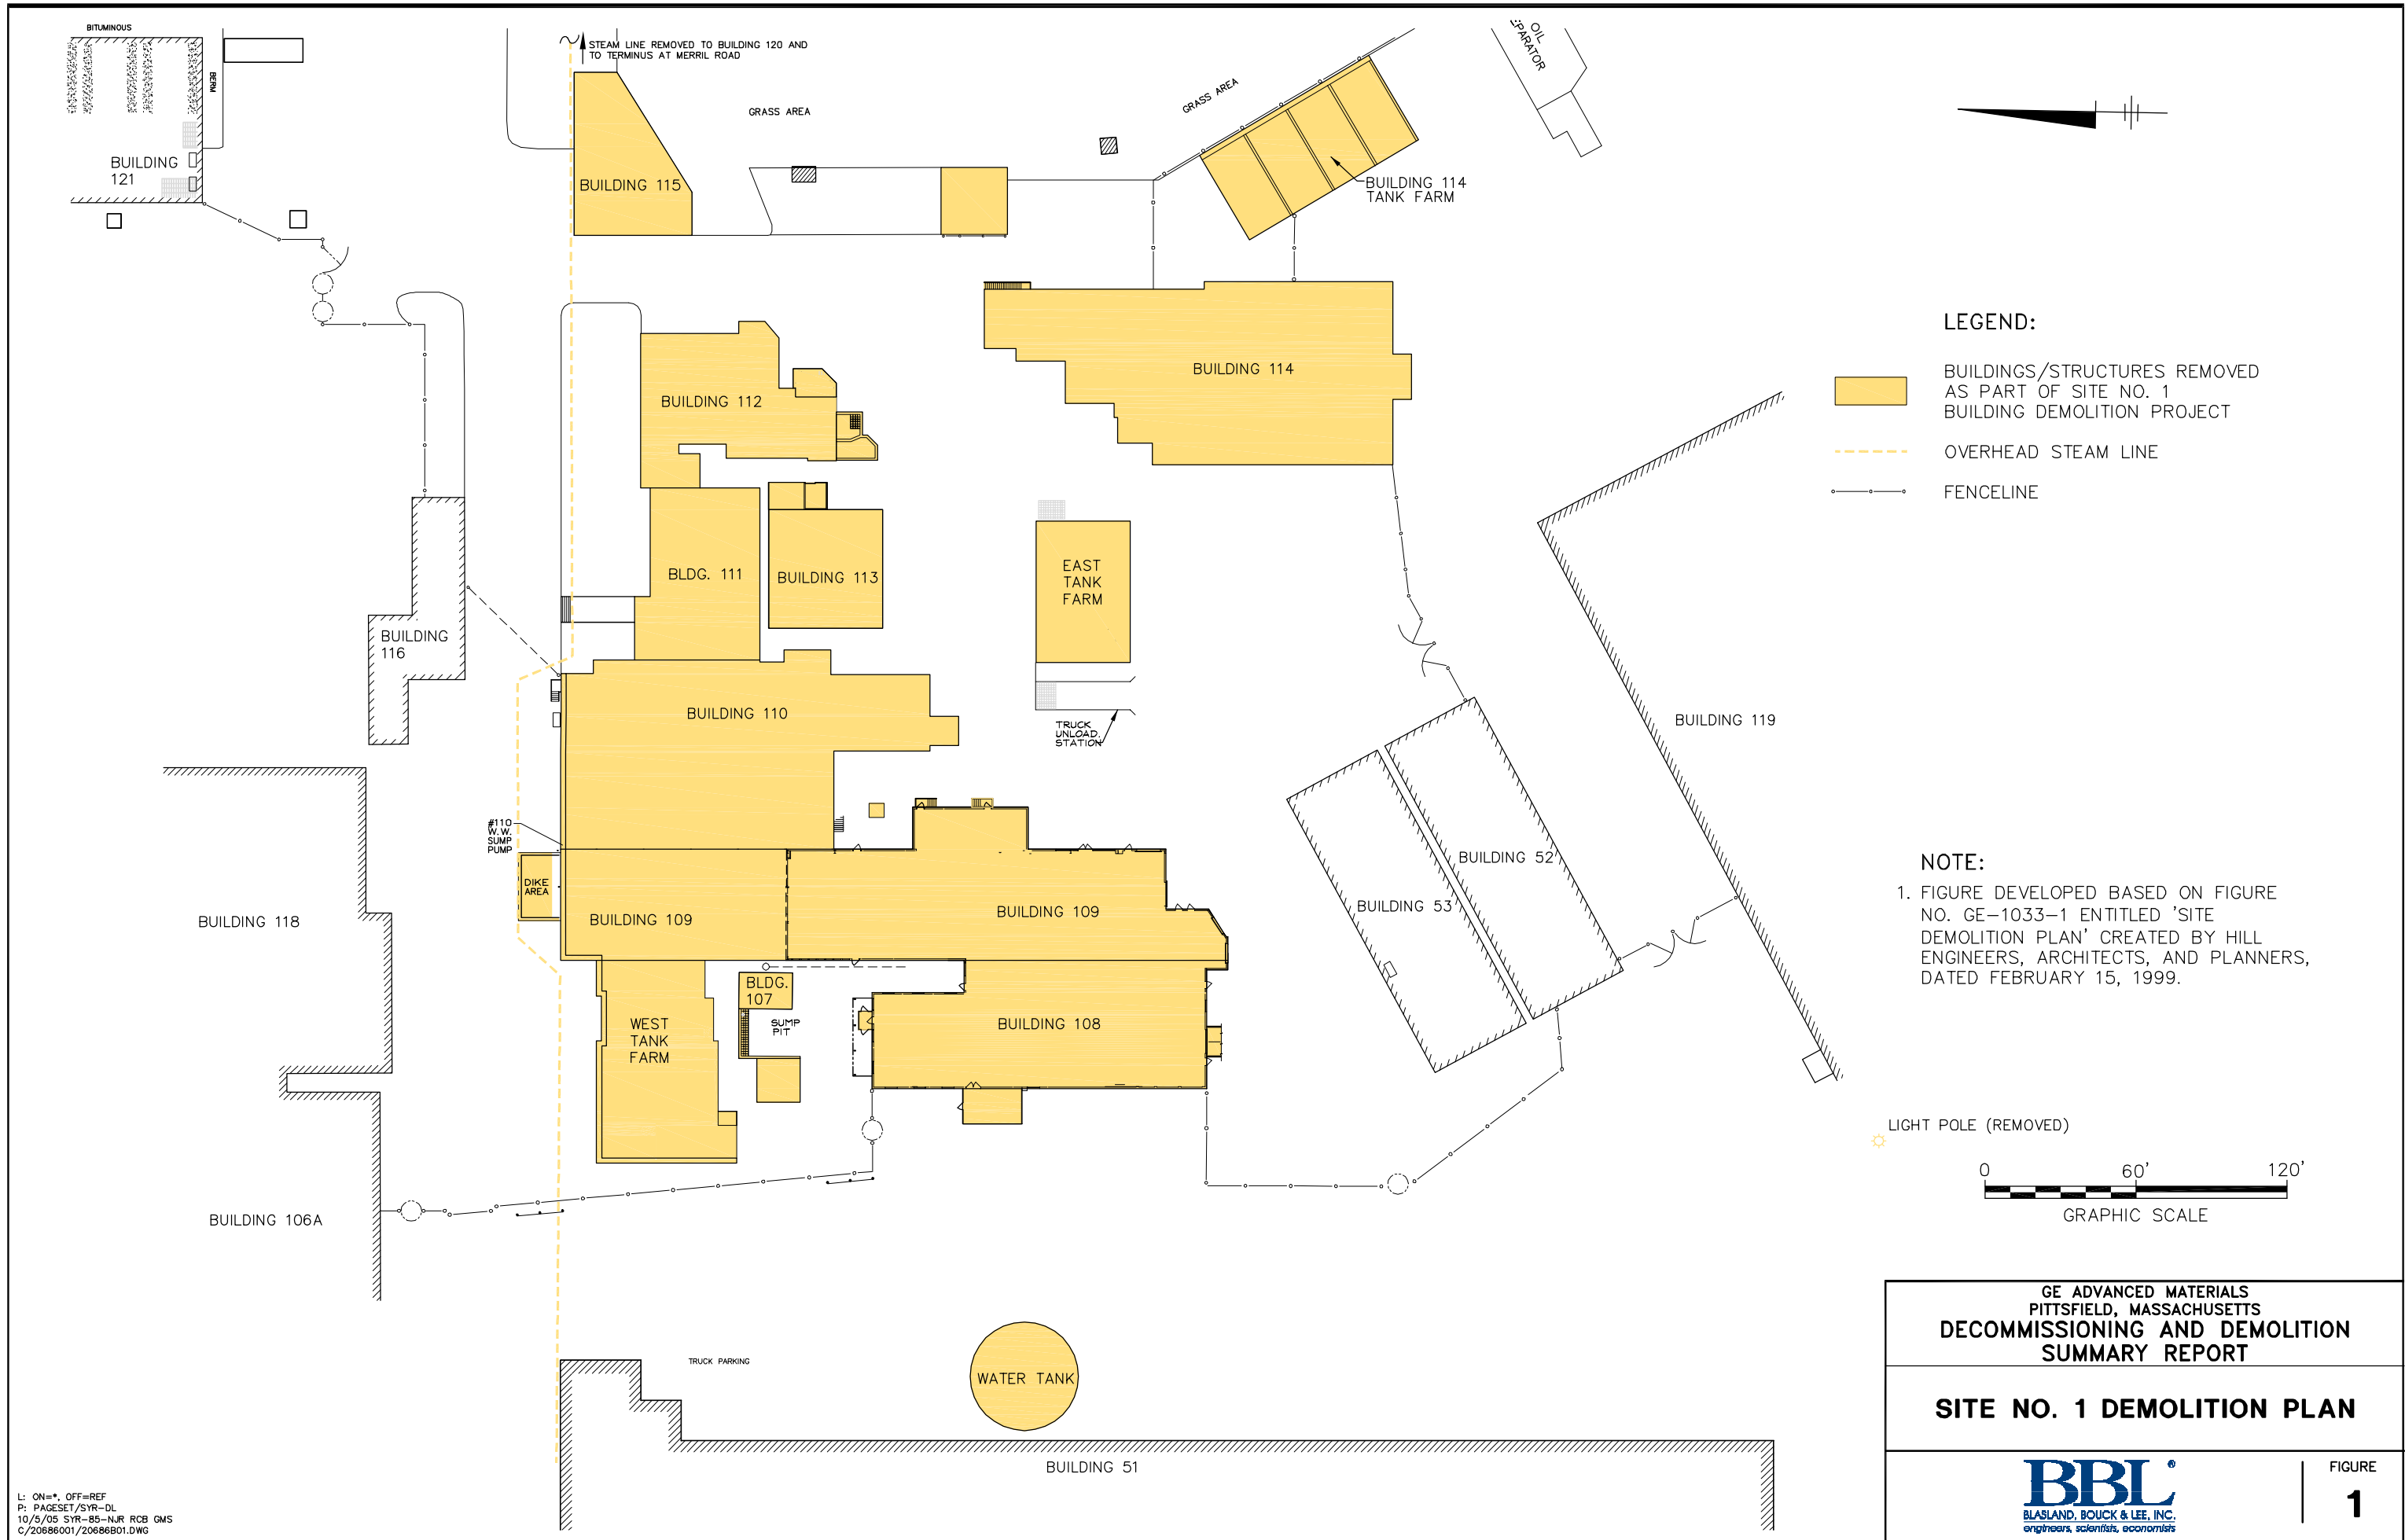 BITUMINOUS
BERM
BUILDING
121
STEAM LINE REMOVED TO BUILDING 120 AND
TO TERMINUS AT MERRIL ROAD
GRASS AREA
GRASS AREA
OIL
BUILDING 115
BUILDING 114
TANK FARM
BUILDING 112
BUILDING 114
BLDG. 111
BUILDING 113
EAST
TANK
FARM
BUILDING
116
BUILDING 110
TRUCK
UNLOAD.
STATION
BUILDING 119
#110
W.W.
SUMP
PUMP
DIKE
AREA
BUILDING 109
BUILDING 109
BUILDING 52
BUILDING 53
BUILDING 118
BLDG.
107
SUMP
PIT
WEST
TANK
FARM
BUILDING 108
BUILDING 106A
TRUCK PARKING
WATER TANK
BUILDING 51
LEGEND:
BUILDINGS/STRUCTURES REMOVED
AS PART OF SITE NO. 1
BUILDING DEMOLITION PROJECT
OVERHEAD STEAM LINE
FENCELINE
NOTE:
1. FIGURE DEVELOPED BASED ON FIGURE
NO. GE-1033-1 ENTITLED 'SITE
DEMOLITION PLAN' CREATED BY HILL
ENGINEERS, ARCHITECTS, AND PLANNERS,
DATED FEBRUARY 15, 1999.
LIGHT POLE (REMOVED)
0 60' 120'
GRAPHIC SCALE
GE ADVANCED MATERIALS
PITTSFIELD, MASSACHUSETTS
DECOMMISSIONING AND DEMOLITION
SUMMARY REPORT
SITE NO. 1 DEMOLITION PLAN
BBL®
BLASLAND, BOUCK & LEE, INC.
engineers, scientists, economists
FIGURE
1
L: ON=*, OFF=REF
P: PAGESET/SYR-DL
10/5/05 SYR-85-NJR RCB GMS
C/20686001/20686B01.DWG